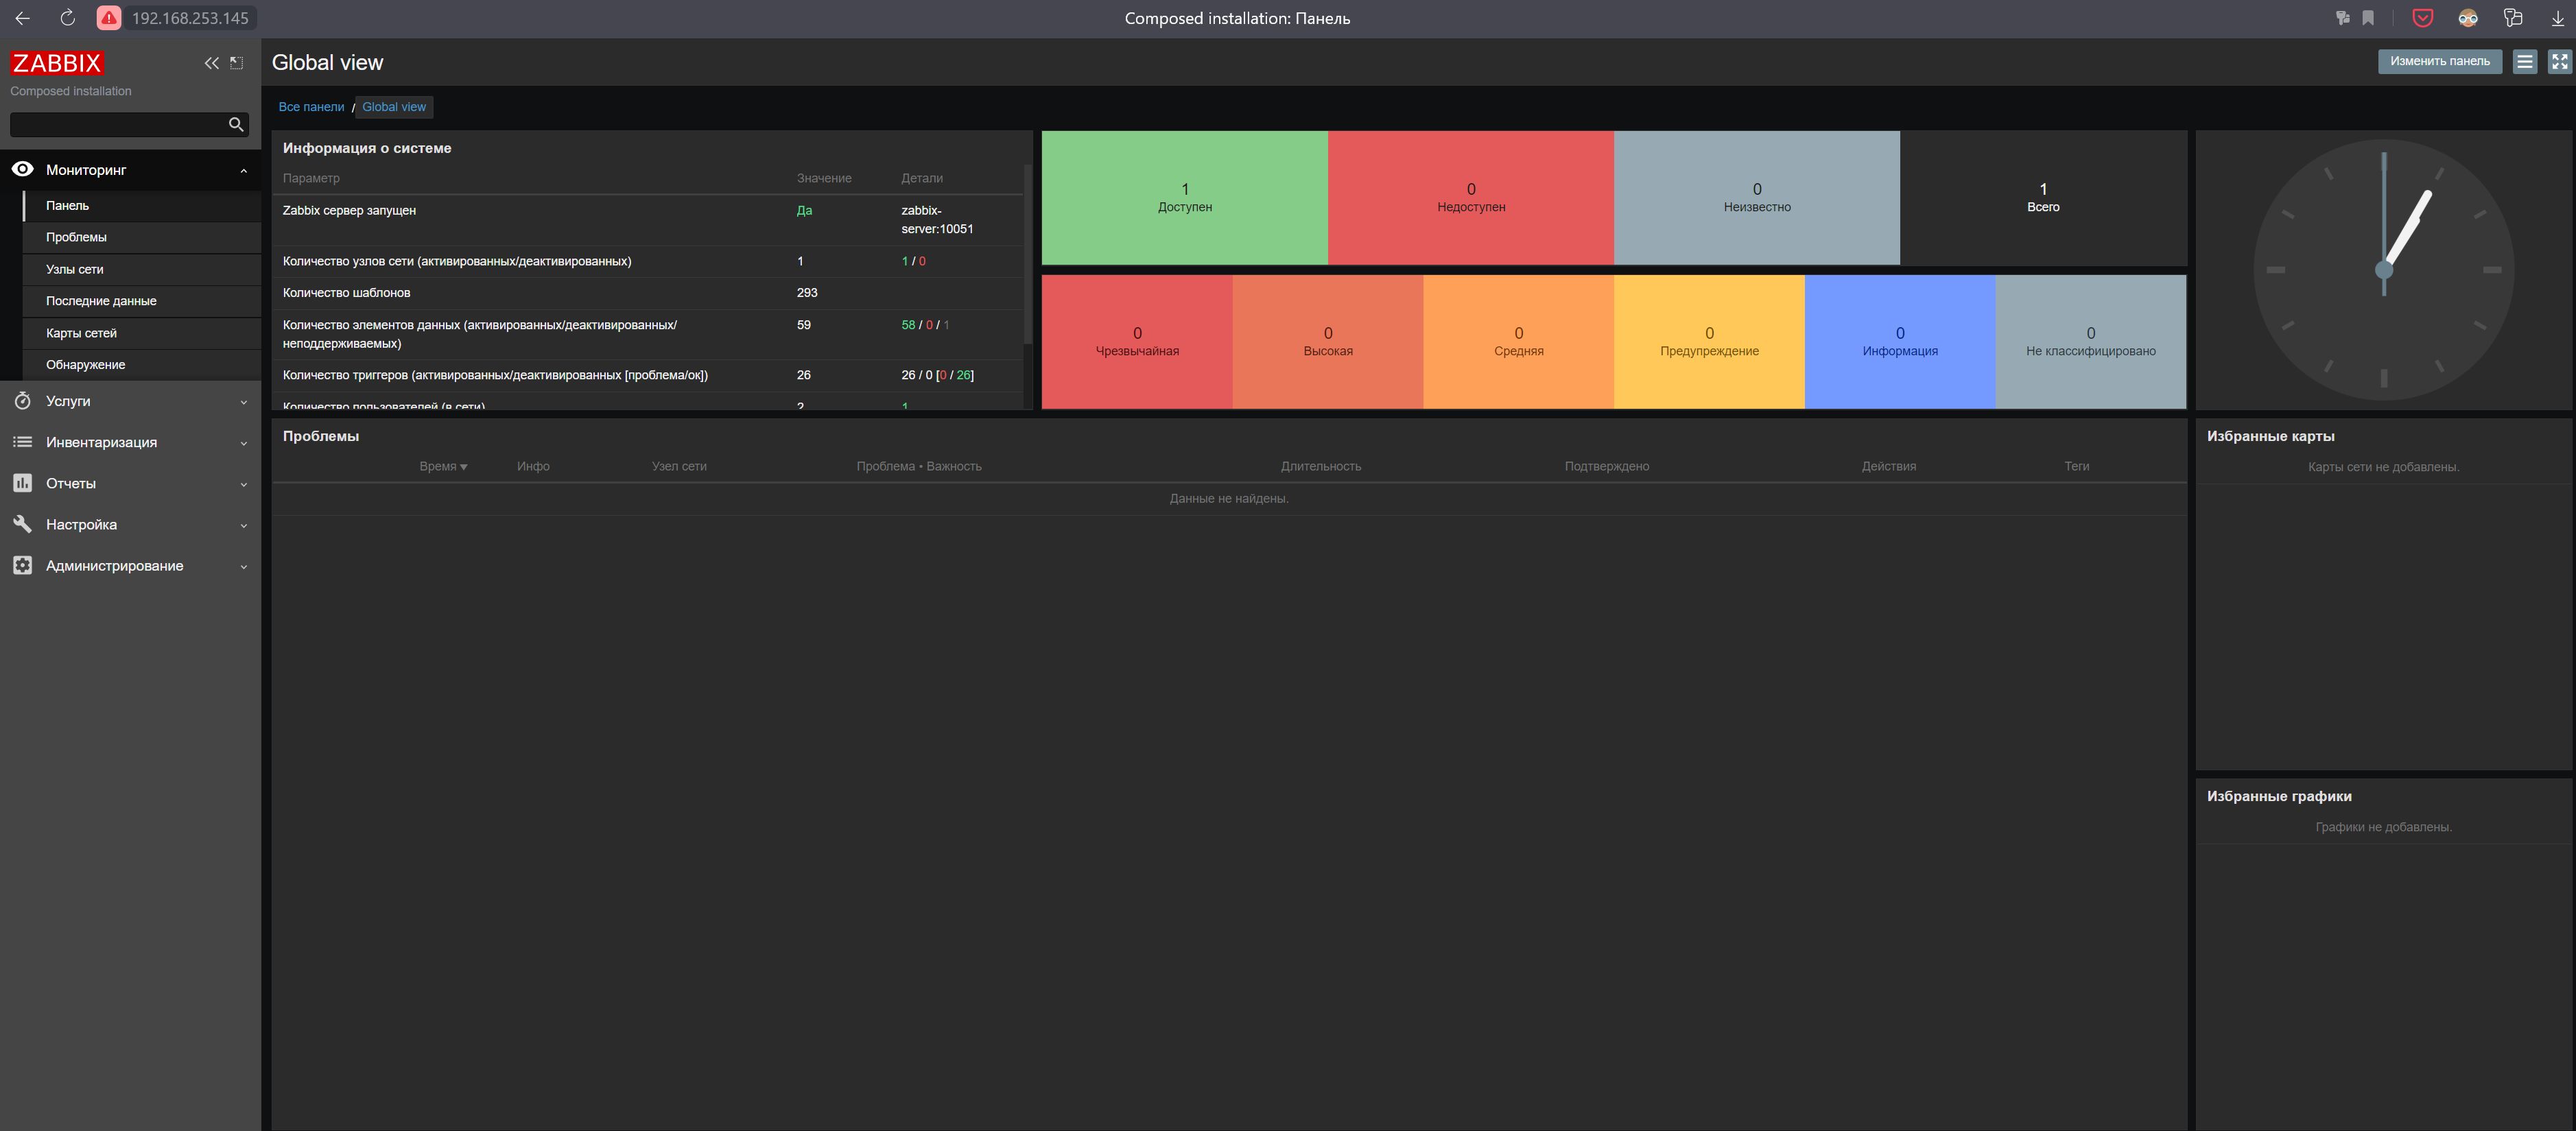 192.168.253.145
Composed installation: Панель
ZABBIX
Composed installation
Мониторинг
Панель
Проблемы
Узлы сети
Последние данные
Карты сетей
Обнаружение
Услуги
Инвентаризация
Отчеты
Настройка
Администрирование
Global view
Изменить панель
Все панели / Global view
Информация о системе
Параметр Значение Детали
Zabbix сервер запущен Да zabbix-
server:10051
Количество узлов сети (активированных/деактивированных) 1 1 / 0
Количество шаблонов 293
Количество элементов данных (активированных/деактивированных/ 59 58 / 0 / 1
неподдерживаемых)
Количество триггеров (активированных/деактивированных [проблема/ок]) 26 26 / 0 [0 / 26]
Количество пользователей (в сети) 2 1
1
Доступен
0
Недоступен
0
Неизвестно
1
Всего
0
Чрезвычайная
0
Высокая
0
Средняя
0
Предупреждение
0
Информация
0
Не классифицировано
Проблемы
Время Инфо Узел сети Проблема • Важность Длительность Подтверждено Действия Теги
Данные не найдены.
Избранные карты
Карты сети не добавлены.
Избранные графики
Графики не добавлены.